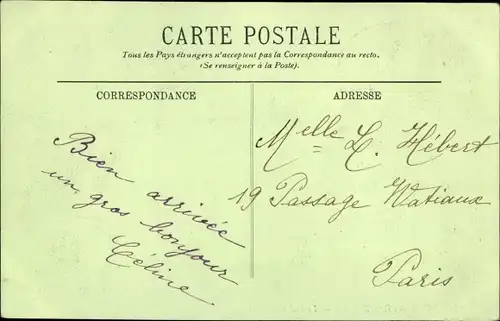 CARTE POSTALE
Tous les Pays étrangers n'acceptent pas la Correspondance au recto.
(Se renseigner à la Poste).
CORRESPONDANCE
Bien arrivée
un gros bonjour
Céline
ADRESSE
Melle L. Hébert
19 Passage Watiaux
Paris